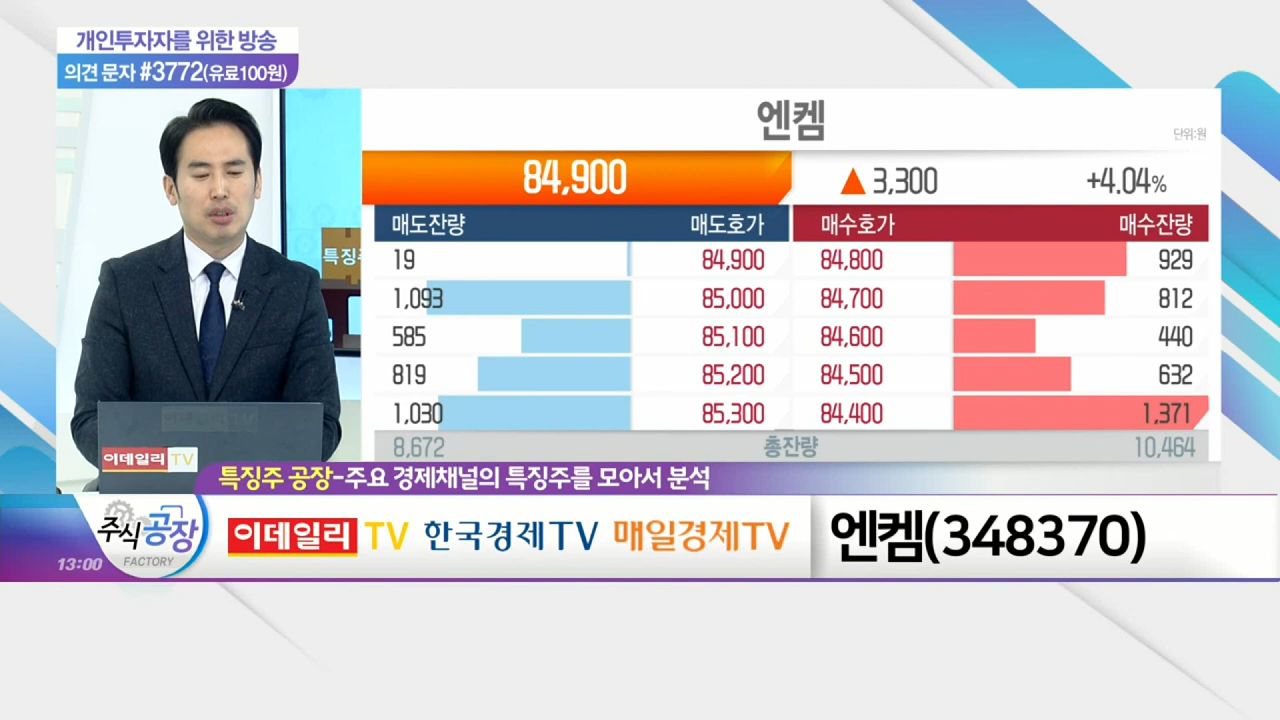 개인투자자를 위한 방송
의견 문자 #3772(유료100원)
엔켐
단위:원
84,900 ▲ 3,300 +4.04%
매도잔량 매도호가 매수호가 매수잔량
19 84,900 84,800 929
1,093 85,000 84,700 812
585 85,100 84,600 440
819 85,200 84,500 632
1,030 85,300 84,400 1,371
8,672 총잔량 10,464
특징
이데일리 TV
특징주 공장-주요 경제채널의 특징주를 모아서 분석
주식공장
FACTORY
13:00
이데일리 TV 한국경제TV 매일경제TV
엔켐(348370)